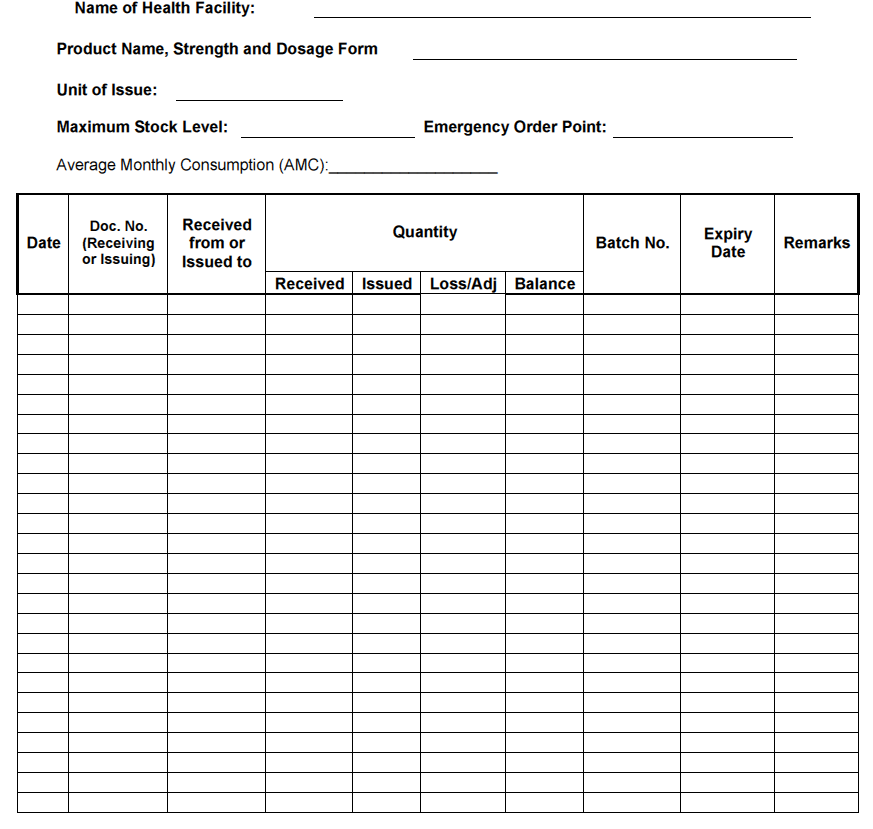 Name of Health Facility:
Product Name, Strength and Dosage Form
Unit of Issue:
Maximum Stock Level: Emergency Order Point:
Average Monthly Consumption (AMC):
Date
Doc. No.
(Receiving
or Issuing)
Received
from or
Issued to
Quantity
Received Issued Loss/Adj Balance
Batch No.
Expiry
Date
Remarks